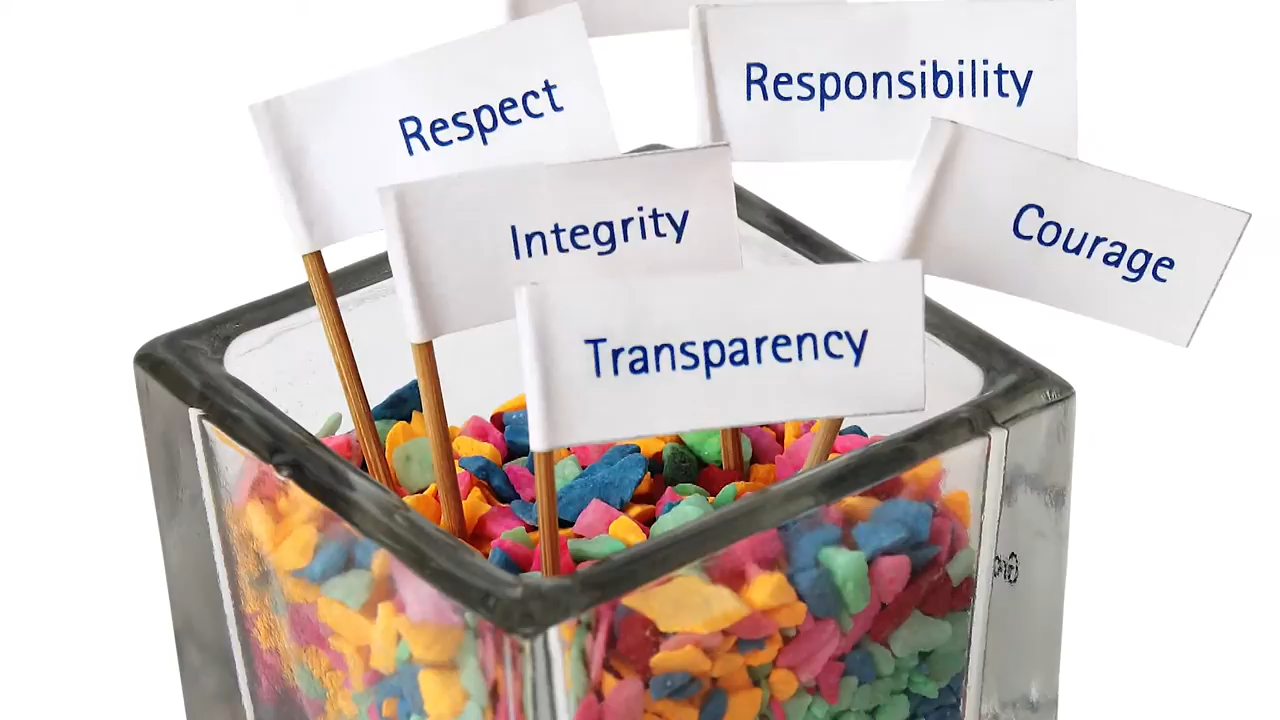 Respect
Responsibility
Integrity
Courage
Transparency